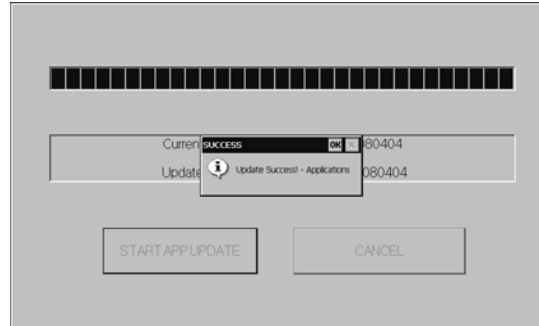 SUCCESS OK ×
Update Success! - Applications
080404
080404
START APP UPDATE CANCEL